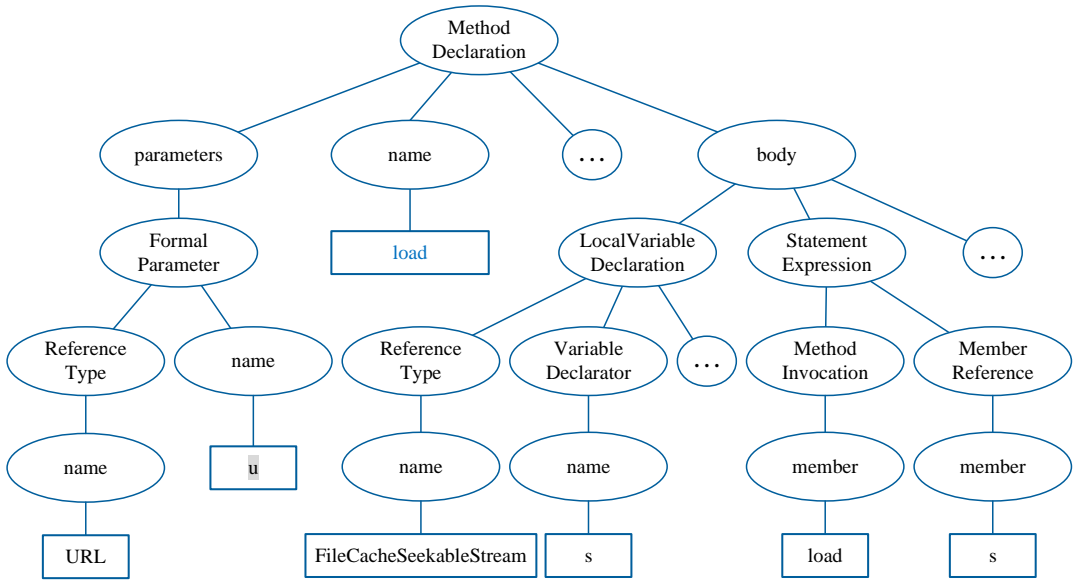 Method
Declaration
parameters
name
...
body
Formal
Parameter
load
LocalVariable
Declaration
Statement
Expression
...
Reference
Type
name
Reference
Type
Variable
Declarator
...
Method
Invocation
Member
Reference
name
u
name
name
member
member
URL
FileCacheSeekableStream
s
load
s